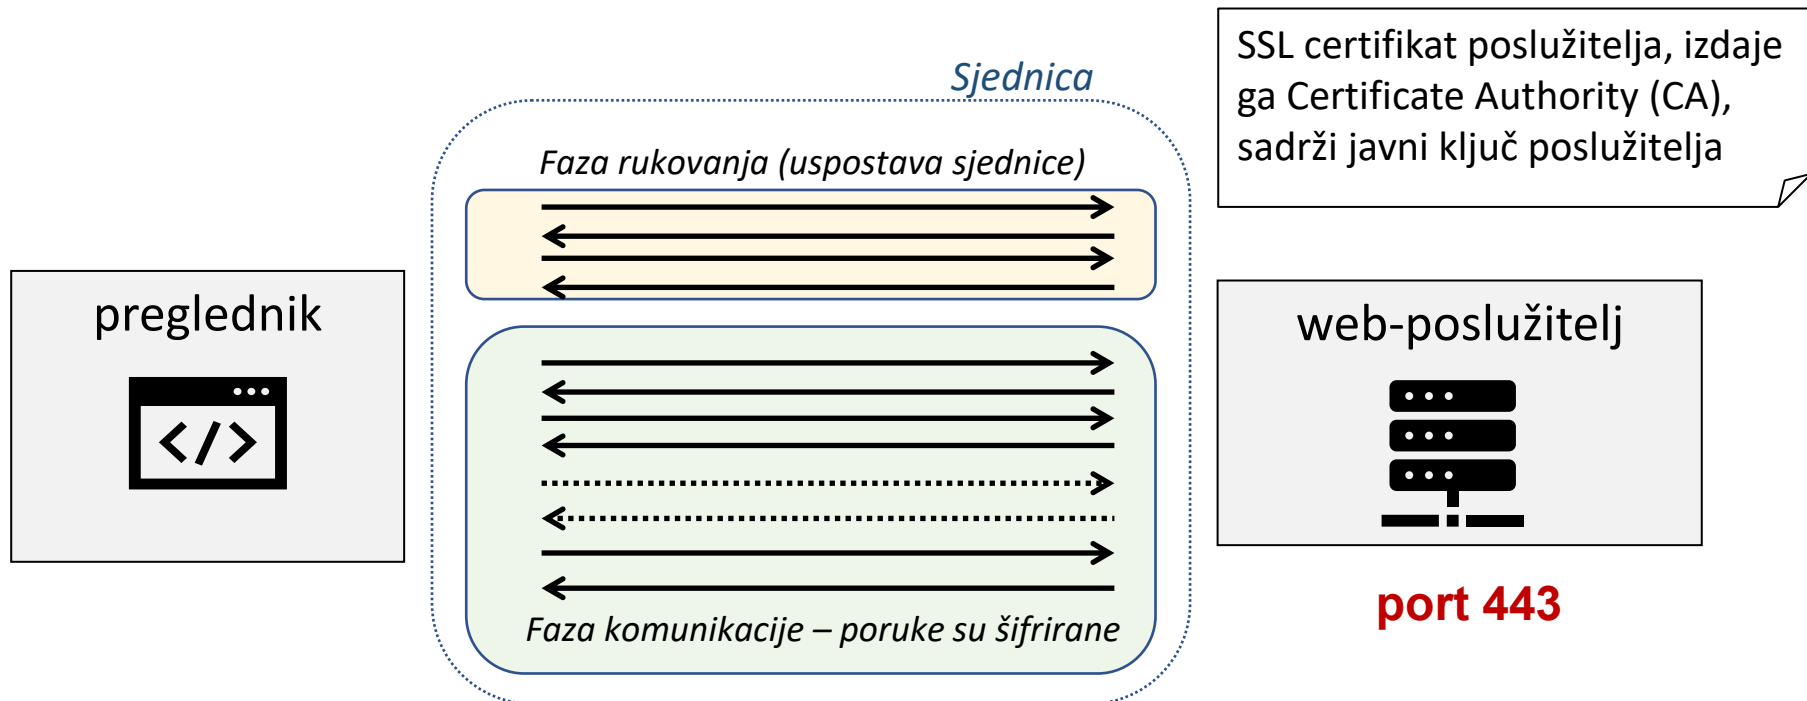 SSL certifikat poslužitelja, izdaje
ga Certificate Authority (CA),
sadrži javni ključ poslužitelja
Sjednica
Faza rukovanja (uspostava sjednice)
preglednik
</>
web-poslužitelj
port 443
Faza komunikacije – poruke su šifrirane